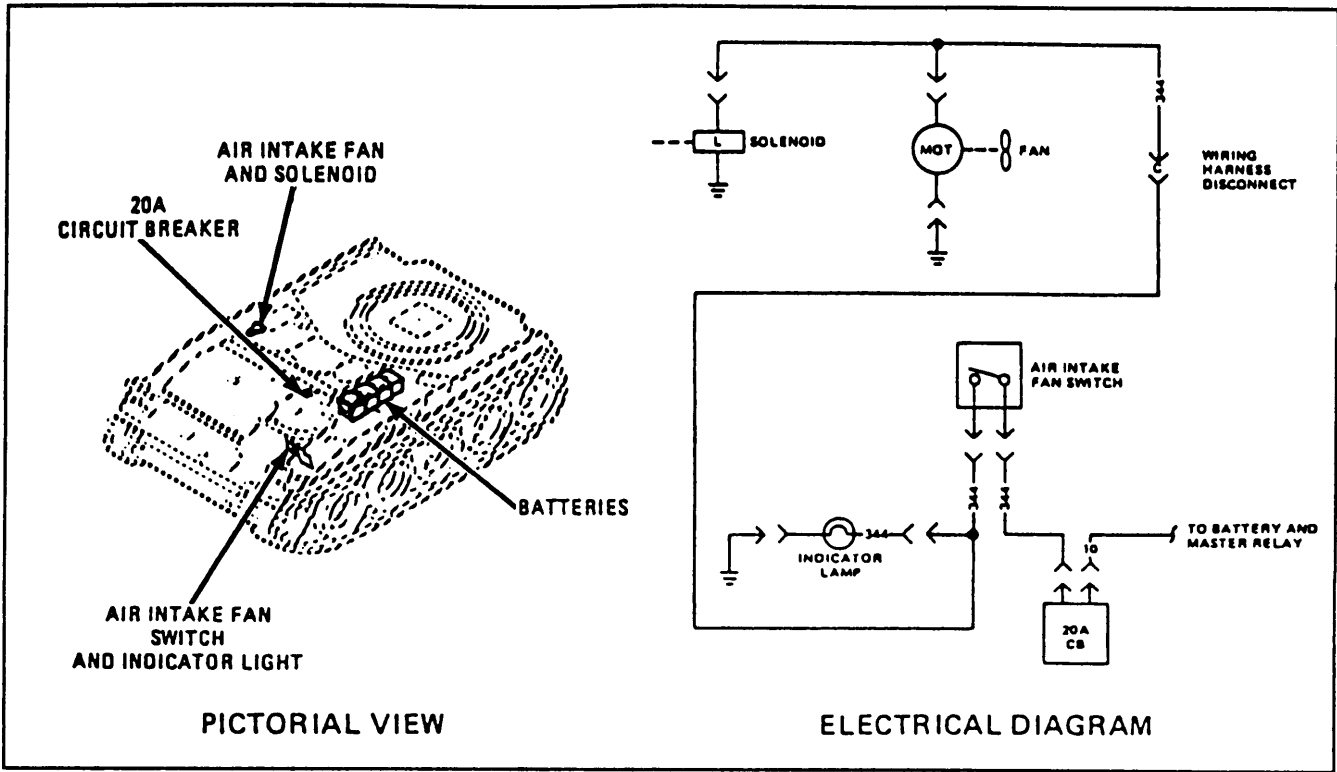 AIR INTAKE FAN
AND SOLENOID
20A
CIRCUIT BREAKER
BATTERIES
AIR INTAKE FAN
SWITCH
AND INDICATOR LIGHT
PICTORIAL VIEW
L
SOLENOID
MOT
FAN
344
C
WIRING
HARNESS
DISCONNECT
AIR INTAKE
FAN SWITCH
344
344
344
INDICATOR
LAMP
10
TO BATTERY AND
MASTER RELAY
20A
CB
ELECTRICAL DIAGRAM